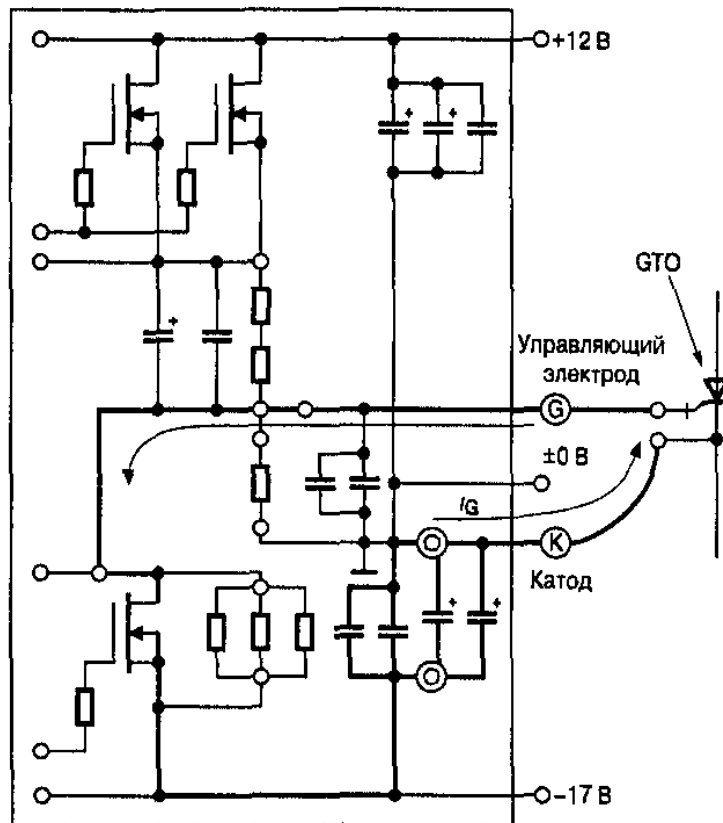 +12 В
GTO
Управляющий
электрод
G
±0 В
IG
K
Катод
−17 В